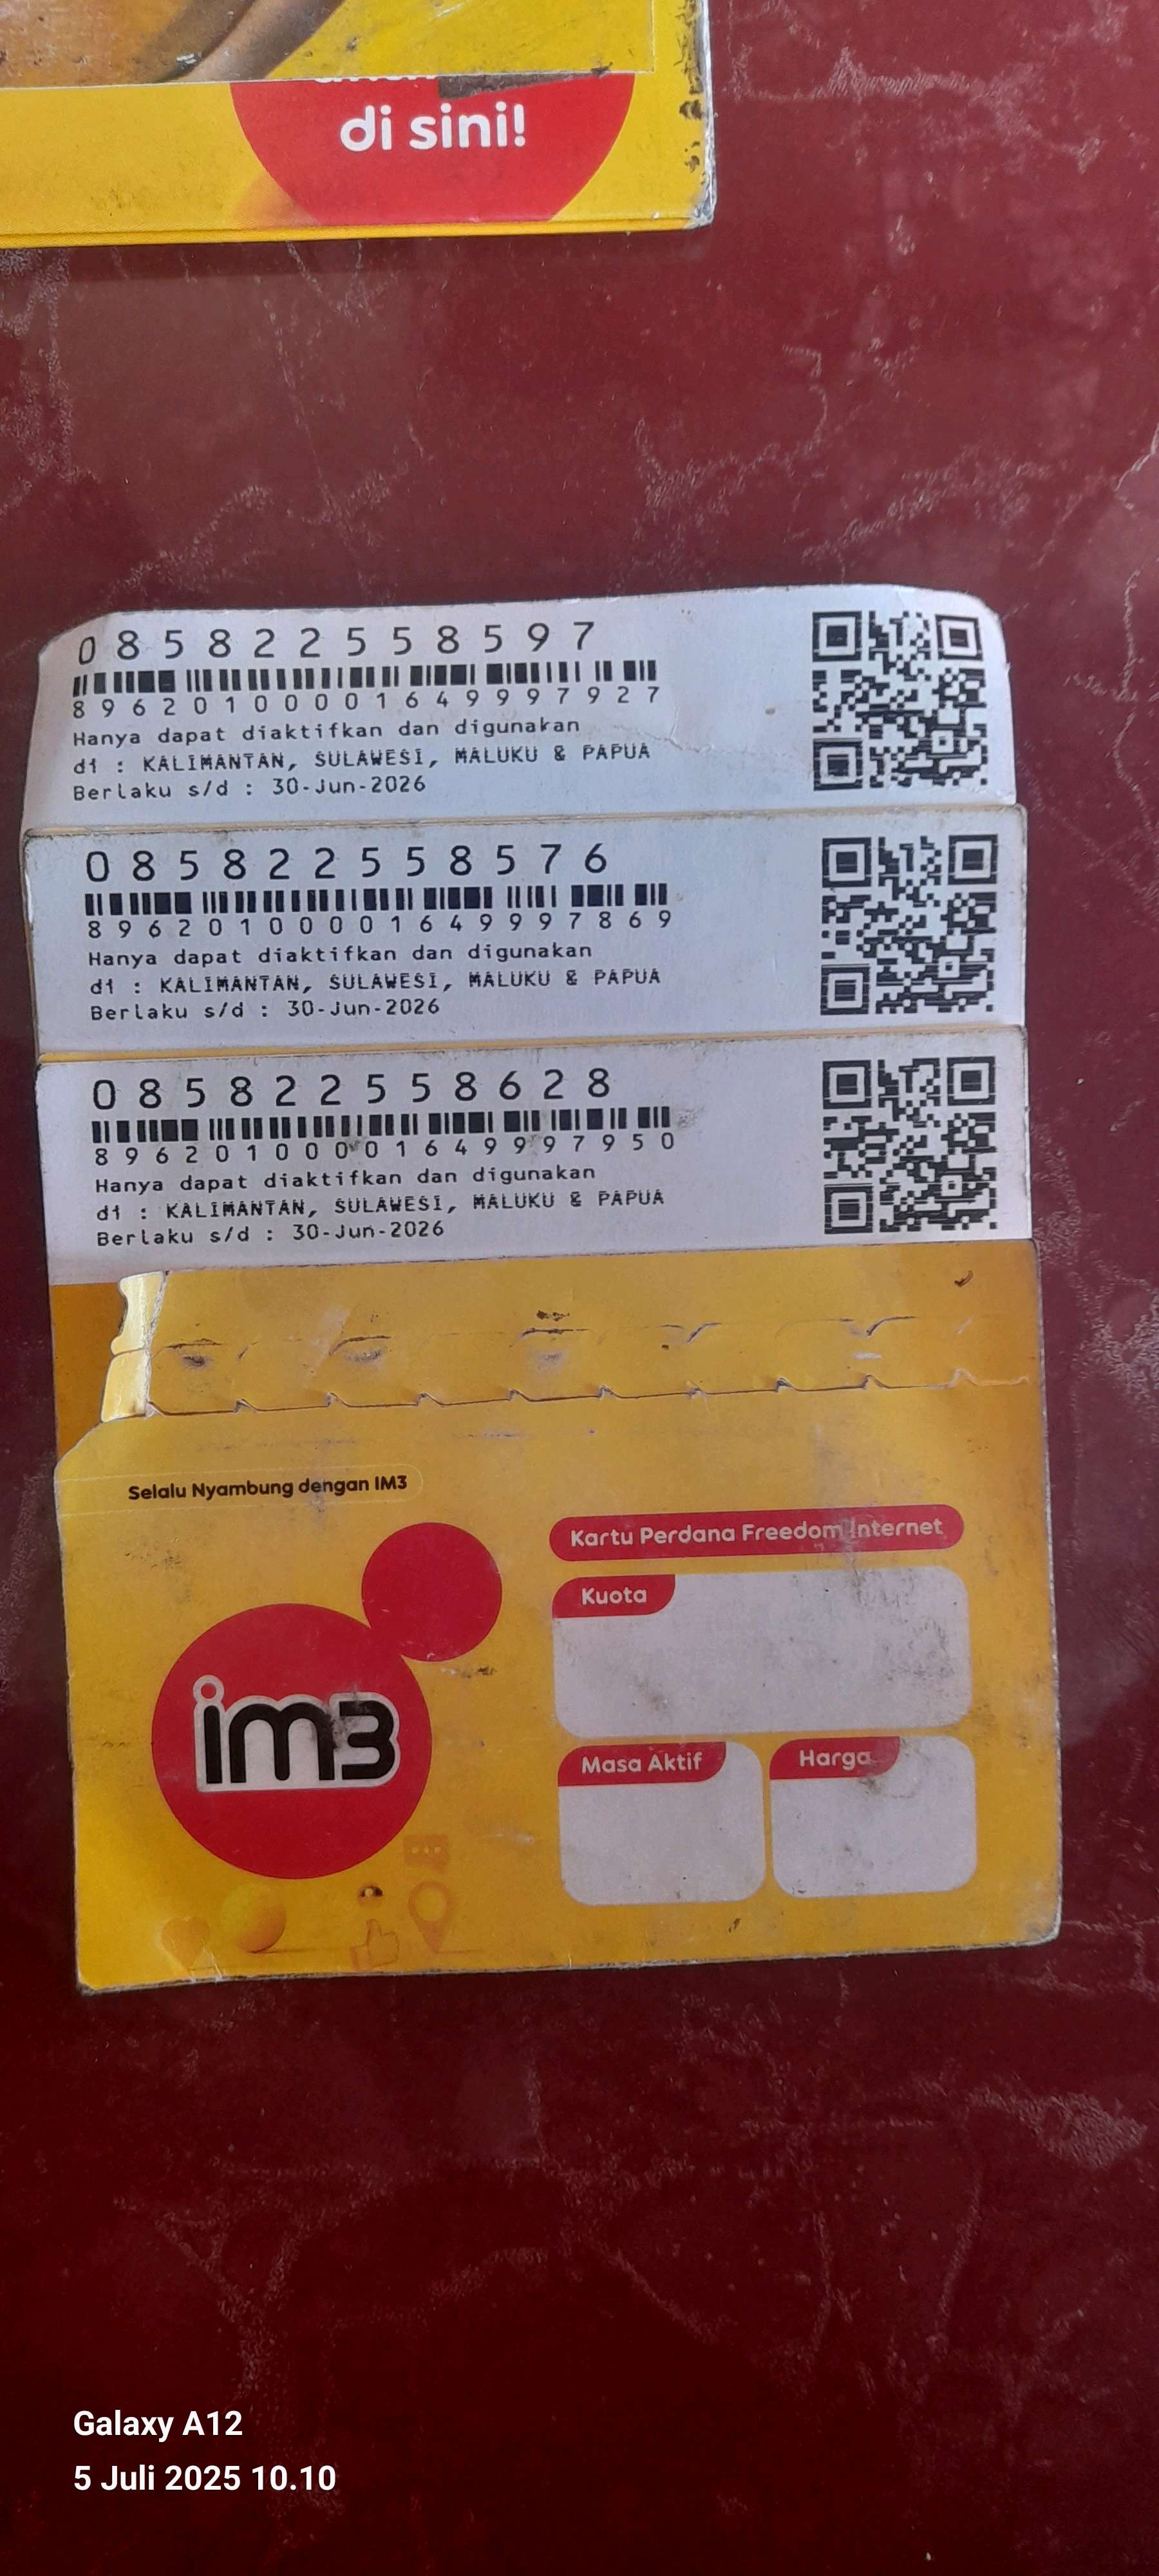 di sini!
085822558597
89620100001649997927
Hanya dapat diaktifkan dan digunakan
di : KALIMANTAN, SULAWESI, MALUKU & PAPUA
Berlaku s/d : 30-Jun-2026
085822558576
89620100001649997869
Hanya dapat diaktifkan dan digunakan
di : KALIMANTAN, SULAWESI, MALUKU & PAPUA
Berlaku s/d : 30-Jun-2026
085822558628
89620100001649997950
Hanya dapat diaktifkan dan digunakan
di : KALIMANTAN, SULAWESI, MALUKU & PAPUA
Berlaku s/d : 30-Jun-2026
Selalu Nyambung dengan IM3
Kartu Perdana Freedom Internet
Kuota
im3
Masa Aktif
Harga
Galaxy A12
5 Juli 2025 10.10